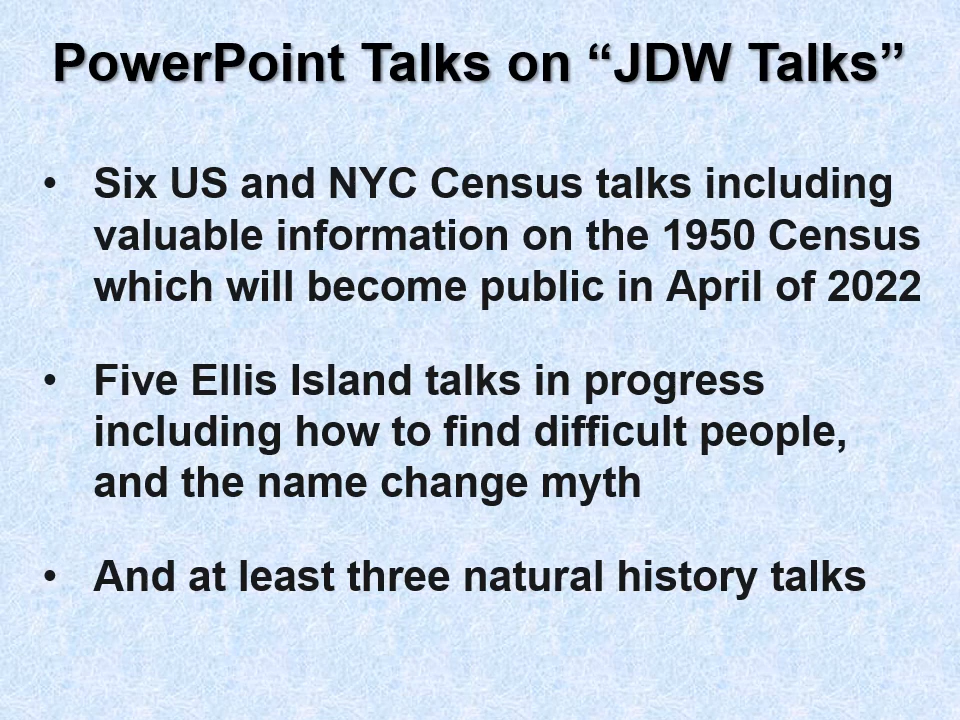 PowerPoint Talks on “JDW Talks”
• Six US and NYC Census talks including
valuable information on the 1950 Census
which will become public in April of 2022
• Five Ellis Island talks in progress
including how to find difficult people,
and the name change myth
• And at least three natural history talks